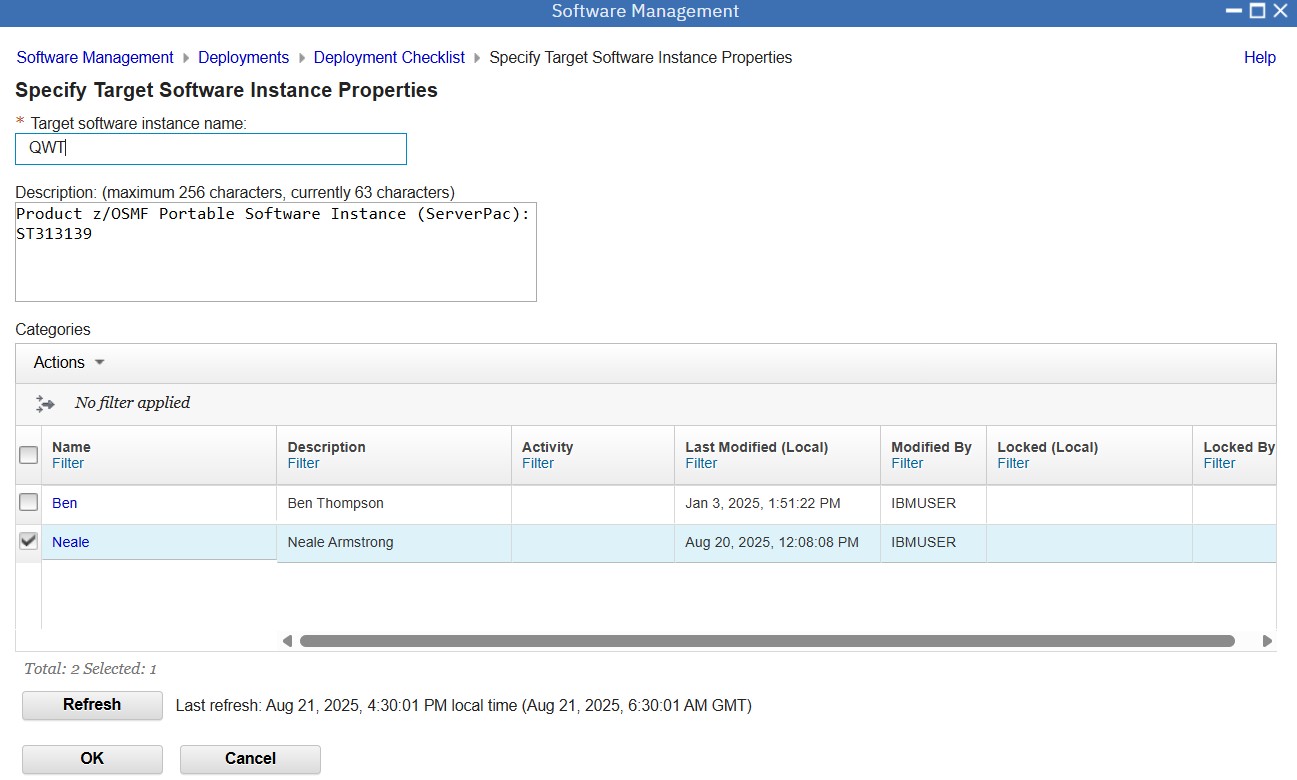 Software Management
Software Management Deployments Deployment Checklist Specify Target Software Instance Properties Help
Specify Target Software Instance Properties
* Target software instance name:
QWT
Description: (maximum 256 characters, currently 63 characters)
Product z/OSMF Portable Software Instance (ServerPac):
ST313139
Categories
Actions
No filter applied
Name Description Activity Last Modified (Local) Modified By Locked (Local) Locked By
Filter Filter Filter Filter Filter Filter Filter
Ben Ben Thompson Jan 3, 2025, 1:51:22 PM IBMUSER
Neale Neale Armstrong Aug 20, 2025, 12:08:08 PM IBMUSER
Total: 2 Selected: 1
Refresh Last refresh: Aug 21, 2025, 4:30:01 PM local time (Aug 21, 2025, 6:30:01 AM GMT)
OK Cancel